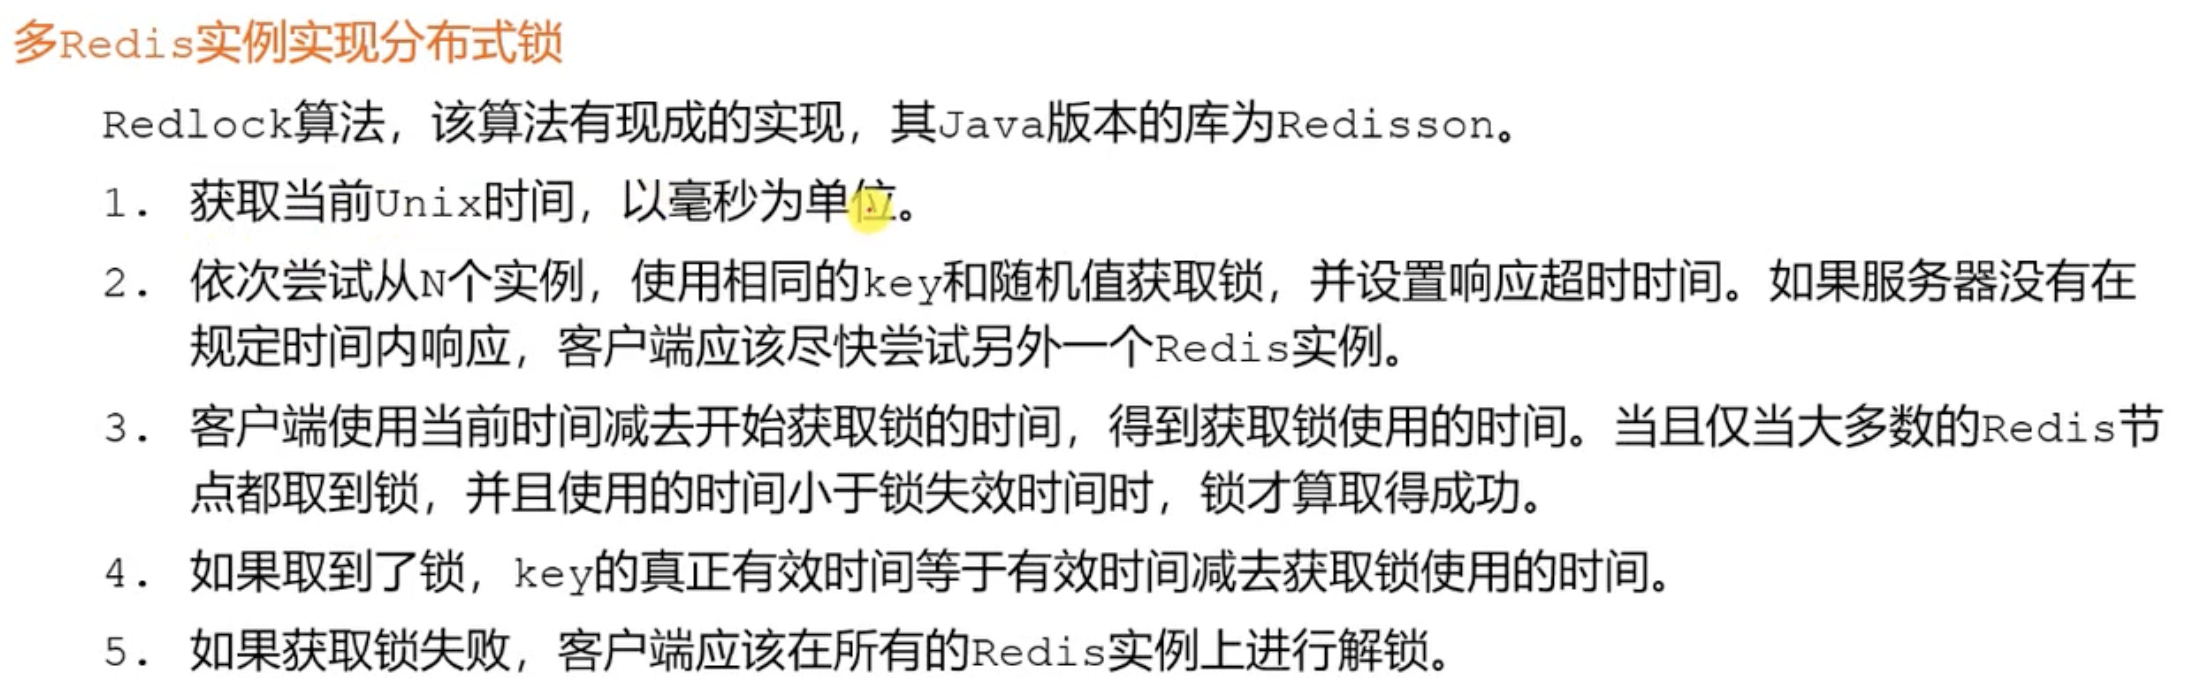 多Redis实例实现分布式锁
Redlock算法，该算法有现成的实现，其Java版本的库为Redisson。
1. 获取当前Unix时间，以毫秒为单位。
2. 依次尝试从N个实例，使用相同的key和随机值获取锁，并设置响应超时时间。如果服务器没有在
规定时间内响应，客户端应该尽快尝试另外一个Redis实例。
3. 客户端使用当前时间减去开始获取锁的时间，得到获取锁使用的时间。当且仅当大多数的Redis节
点都取到锁，并且使用的时间小于锁失效时间时，锁才算取得成功。
4. 如果取到了锁，key的真正有效时间等于有效时间减去获取锁使用的时间。
5. 如果获取锁失败，客户端应该在所有的Redis实例上进行解锁。